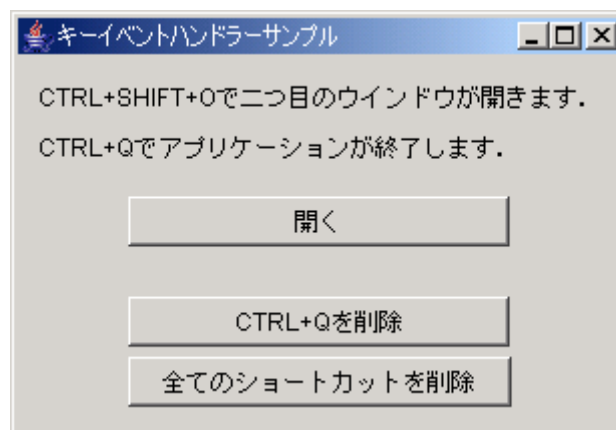 キーイベントハンドラーサンプル
CTRL+SHIFT+Oで二つ目のウインドウが開きます.
CTRL+Qでアプリケーションが終了します.
開く
CTRL+Qを削除
全てのショートカットを削除